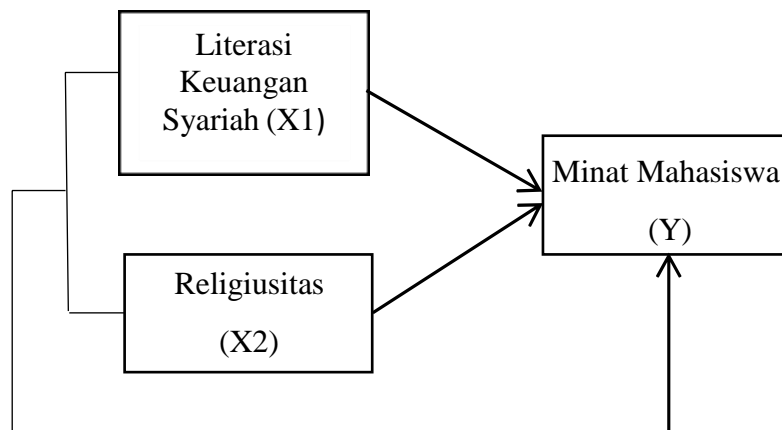 Literasi
Keuangan
Syariah (X1)
Minat Mahasiswa
(Y)
Religiusitas
(X2)